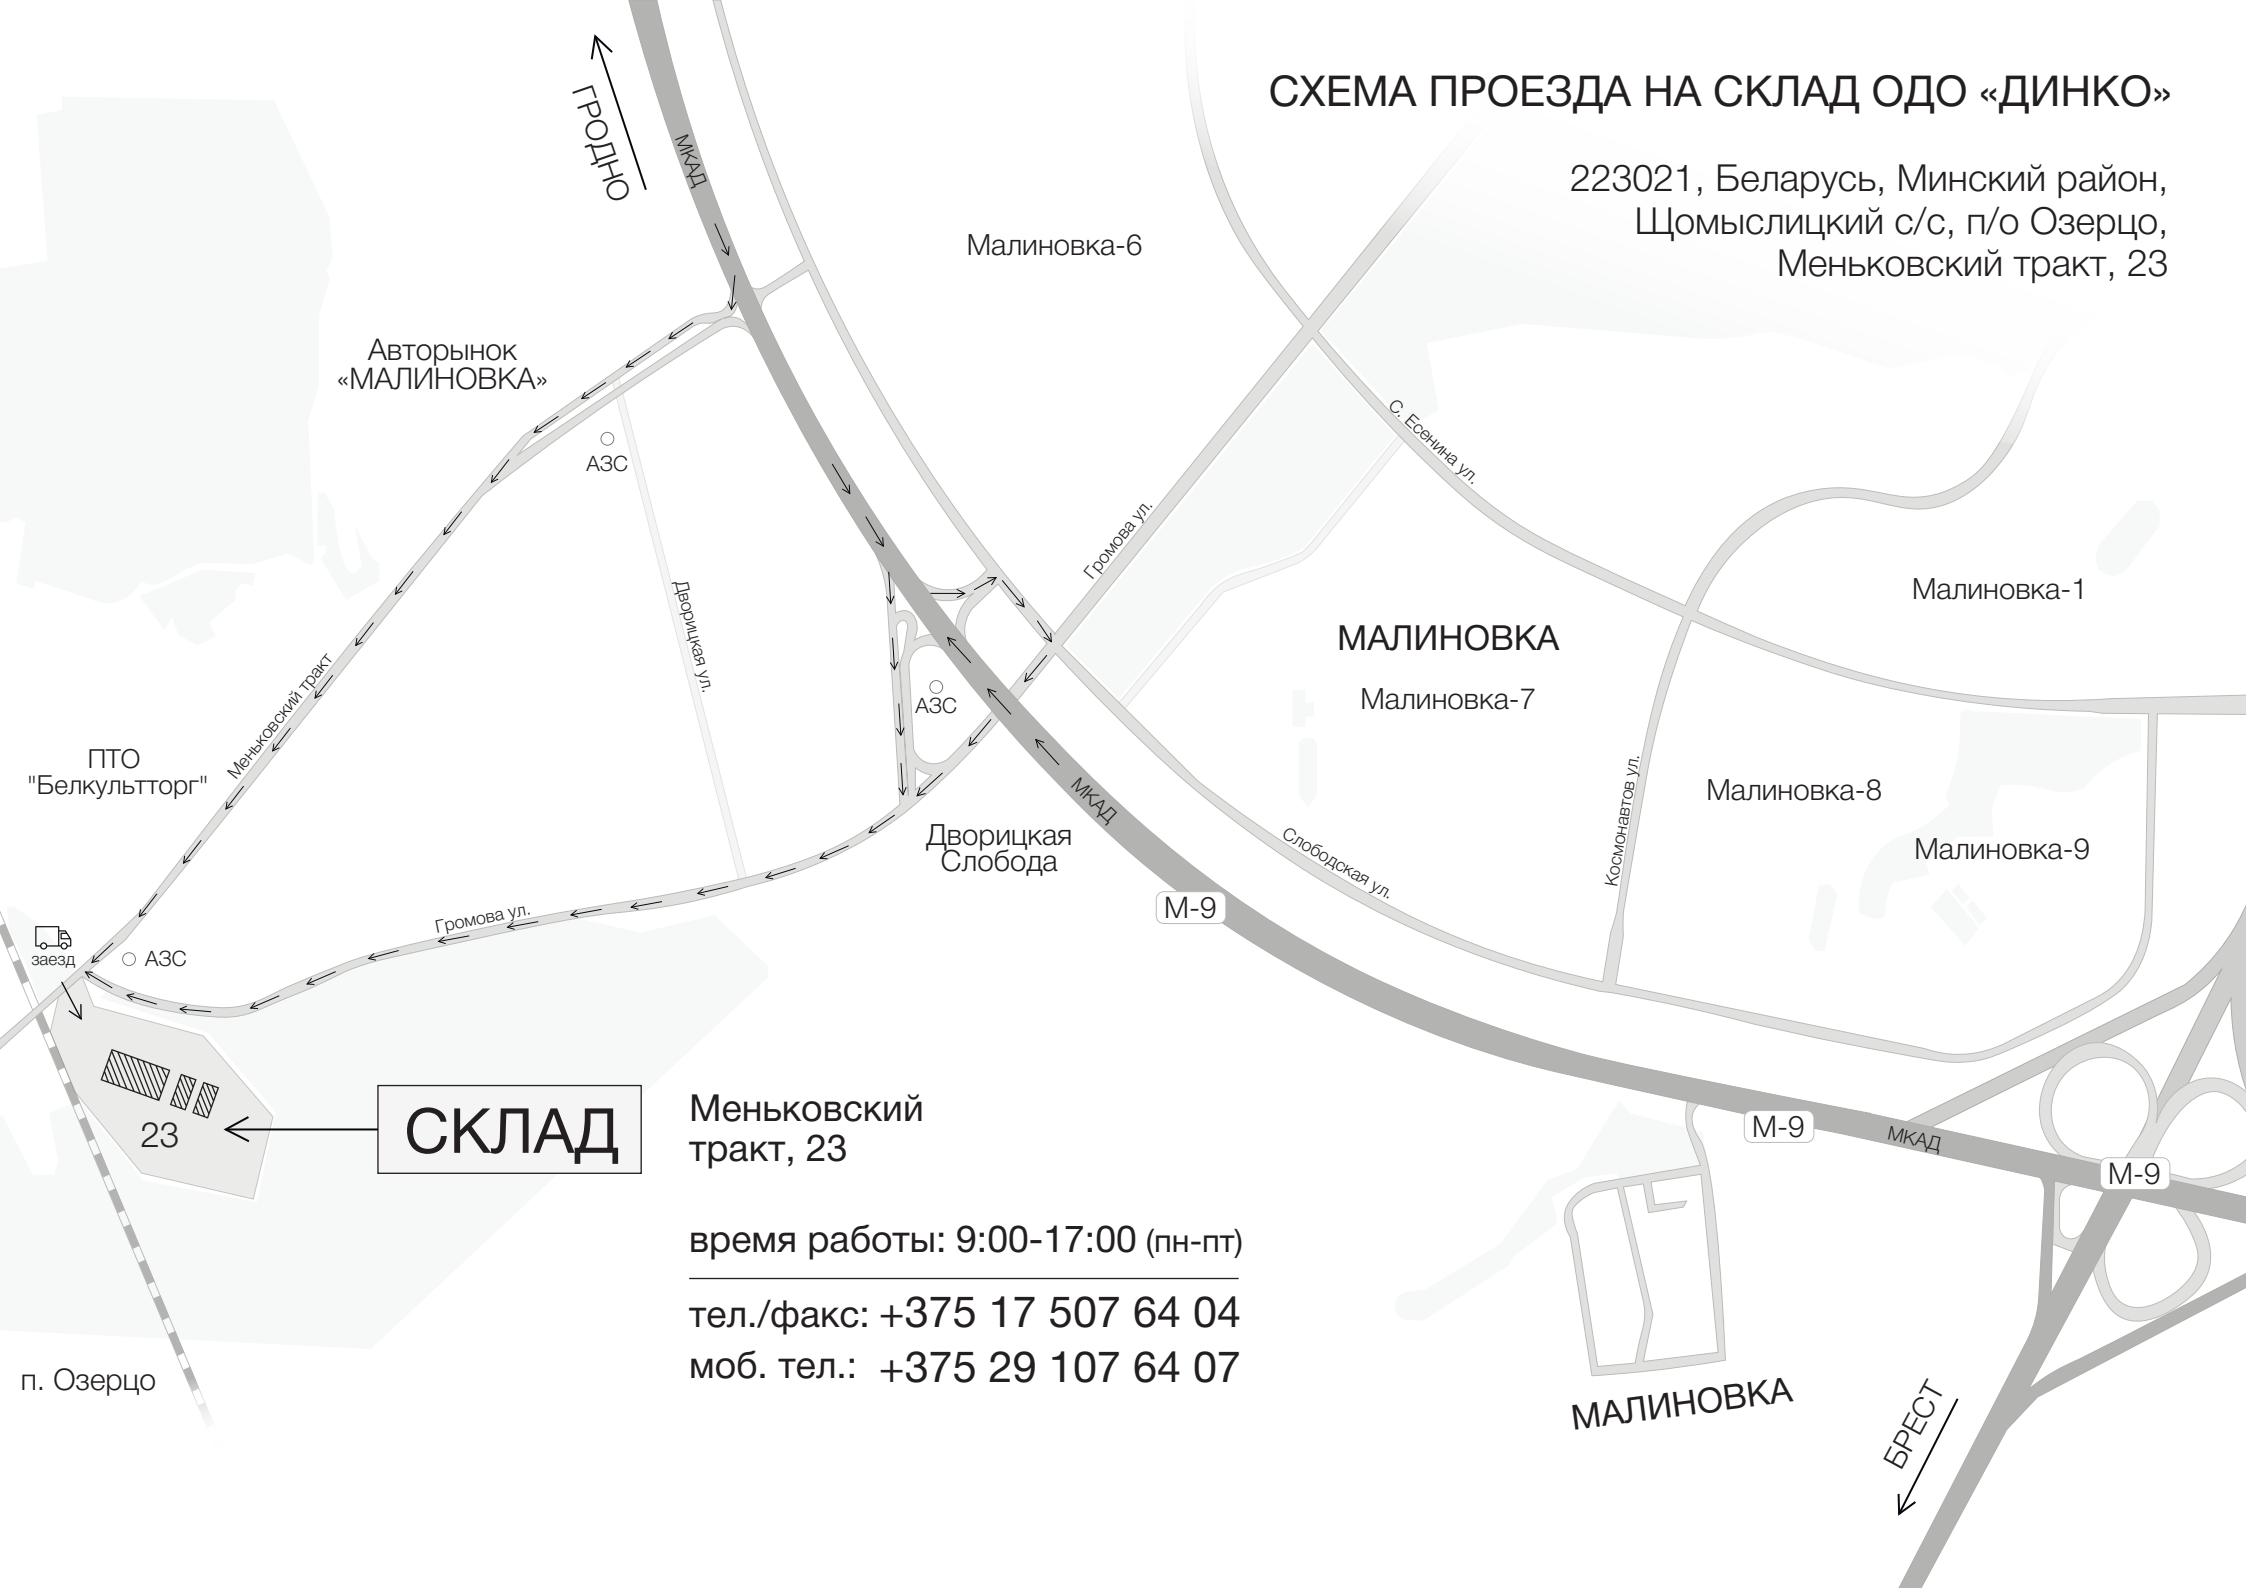 СХЕМА ПРОЕЗДА НА СКЛАД ОДО «ДИНКО»
223021, Беларусь, Минский район,
Щомыслицкий с/с, п/о Озерцо,
Меньковский тракт, 23
ГРОДНО
МКАД
Малиновка-6
Авторынок
«МАЛИНОВКА»
АЗС
С. Есенина ул.
Громова ул.
Дворицкая ул.
Малиновка-1
МАЛИНОВКА
Малиновка-7
АЗС
Меньковский тракт
ПТО
"Белкультторг"
МКАД
Космонавтов ул.
Малиновка-8
Малиновка-9
Дворицкая
Слобода
Слободская ул.
М-9
Громова ул.
заезд
АЗС
23
СКЛАД
Меньковский
тракт, 23
М-9
МКАД
М-9
время работы: 9:00-17:00 (пн-пт)
тел./факс: +375 17 507 64 04
моб. тел.: +375 29 107 64 07
п. Озерцо
МАЛИНОВКА
БРЕСТ